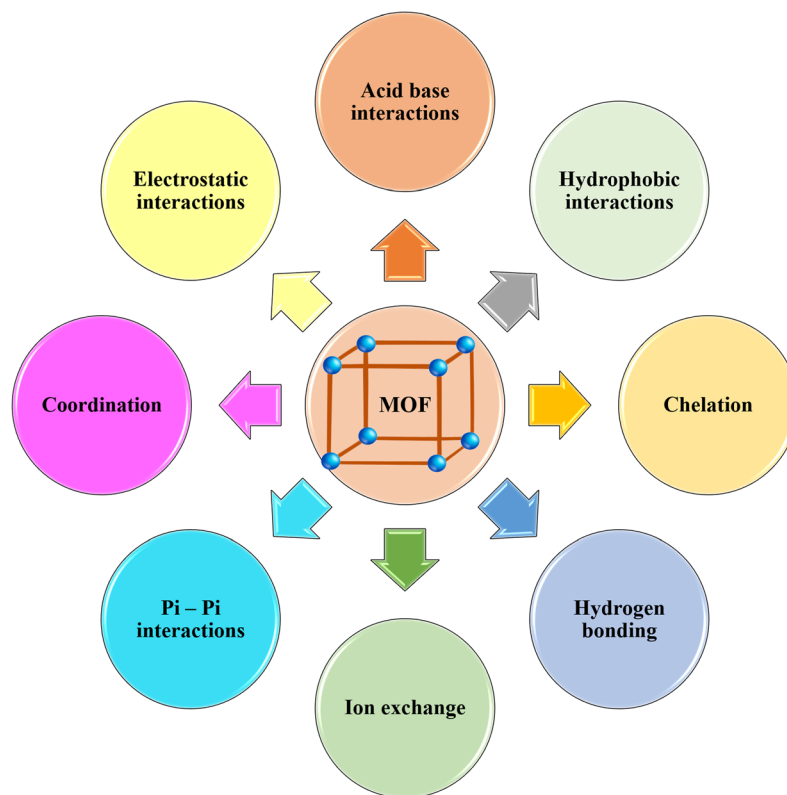 Acid base
interactions
Electrostatic
interactions
Hydrophobic
interactions
Coordination
MOF
Chelation
Pi – Pi
interactions
Hydrogen
bonding
Ion exchange